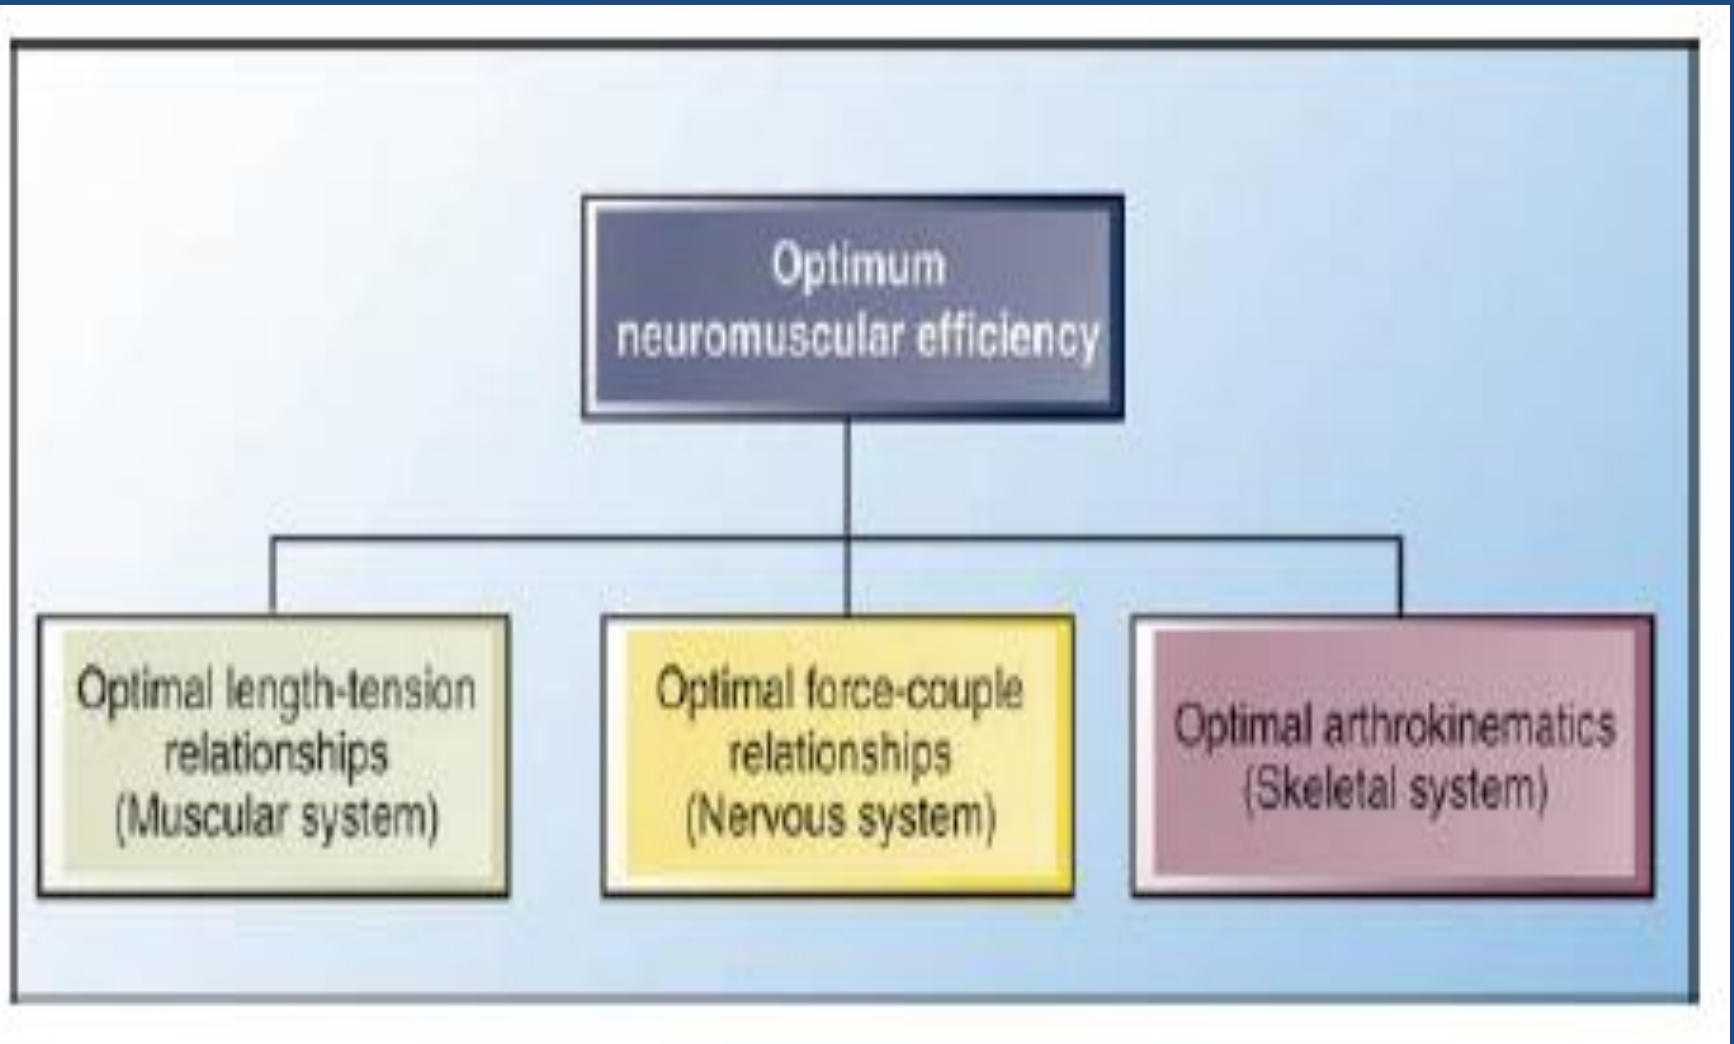 Optimum
neuromuscular efficiency
Optimal length-tension
relationships
(Muscular system)
Optimal force-couple
relationships
(Nervous system)
Optimal arthrokinematics
(Skeletal system)